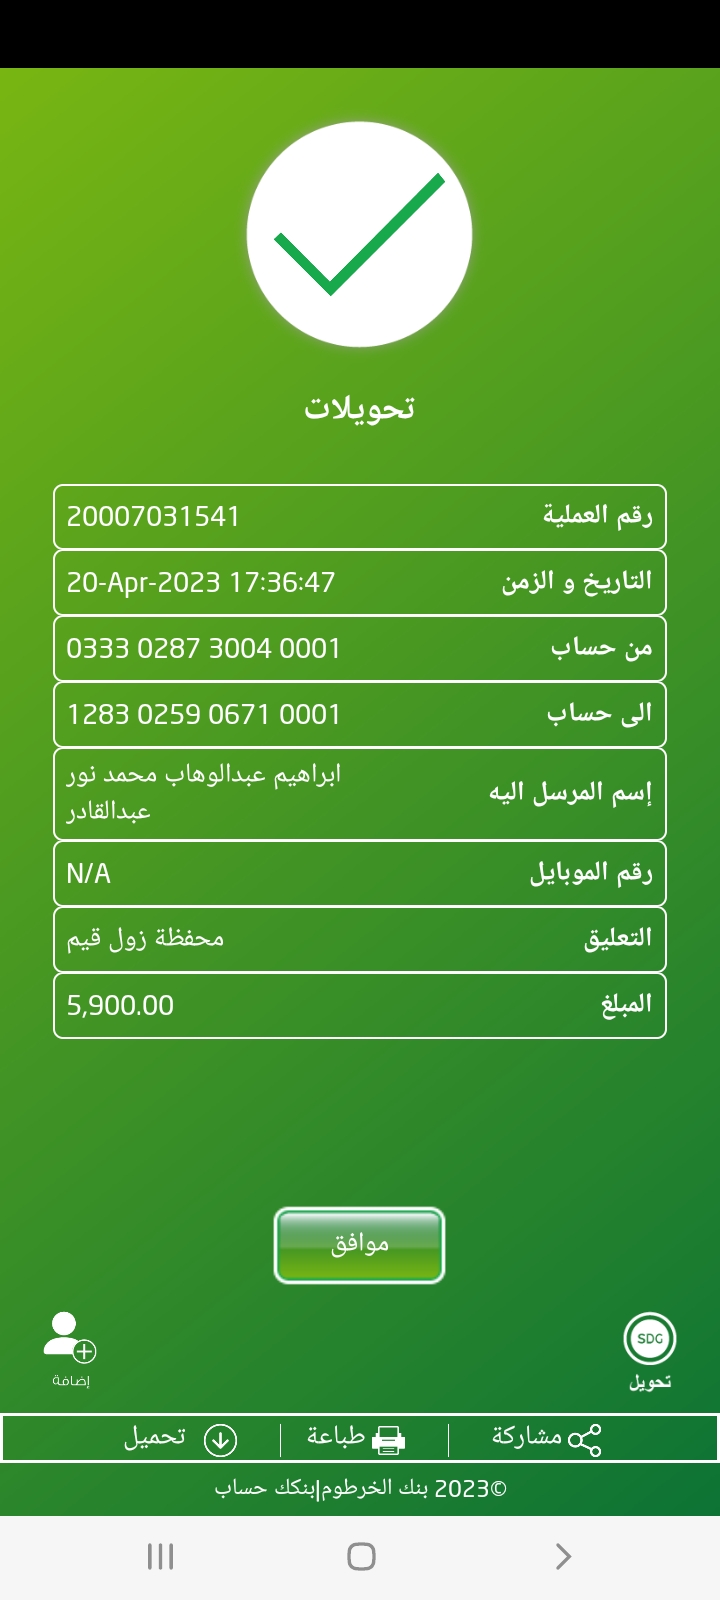 تحويلات
رقم العملية 20007031541
التاريخ و الزمن 20-Apr-2023 17:36:47
من حساب 0333 0287 3004 0001
الى حساب 1283 0259 0671 0001
إسم المرسل اليه ابراهيم عبدالوهاب محمد نور
عبدالقادر
رقم الموبايل N/A
التعليق محفظة زول قيم
المبلغ 5,900.00
موافق
SDG
تحويل
إضافة
مشاركة
طباعة
تحميل
©2023 بنك الخرطوم|بنكك حساب